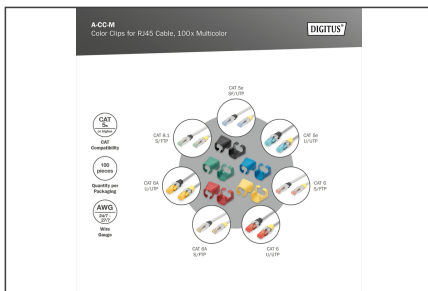 A-CC-M
Color Clips for RJ45 Cable, 100x Multicolor
DIGITUS®
CAT 5e
SF/UTP
CAT 8.1
S/FTP
CAT 5e
U/UTP
CAT 6A
U/UTP
CAT 6
S/FTP
CAT 6A
S/FTP
CAT 6
U/UTP
CAT
5e
or higher
CAT
Compatibility
100
pieces
Quantity per
Packaging
AWG
Wire
Gauge